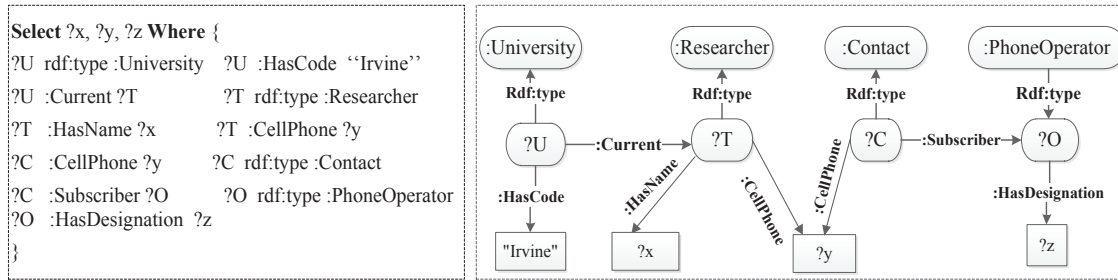 Select ?x, ?y, ?z Where {
?U rdf:type :University ?U :HasCode ‘‘Irvine’’
?U :Current ?T ?T rdf:type :Researcher
?T :HasName ?x ?T :CellPhone ?y
?C :CellPhone ?y ?C rdf:type :Contact
?C :Subscriber ?O ?O rdf:type :PhoneOperator
?O :HasDesignation ?z
}
:University :Researcher :Contact :PhoneOperator
Rdf:type Rdf:type Rdf:type Rdf:type
?U :Current ?T ?C :Subscriber ?O
:HasCode :HasName :CellPhone :CellPhone :HasDesignation
"Irvine" ?x ?y ?z